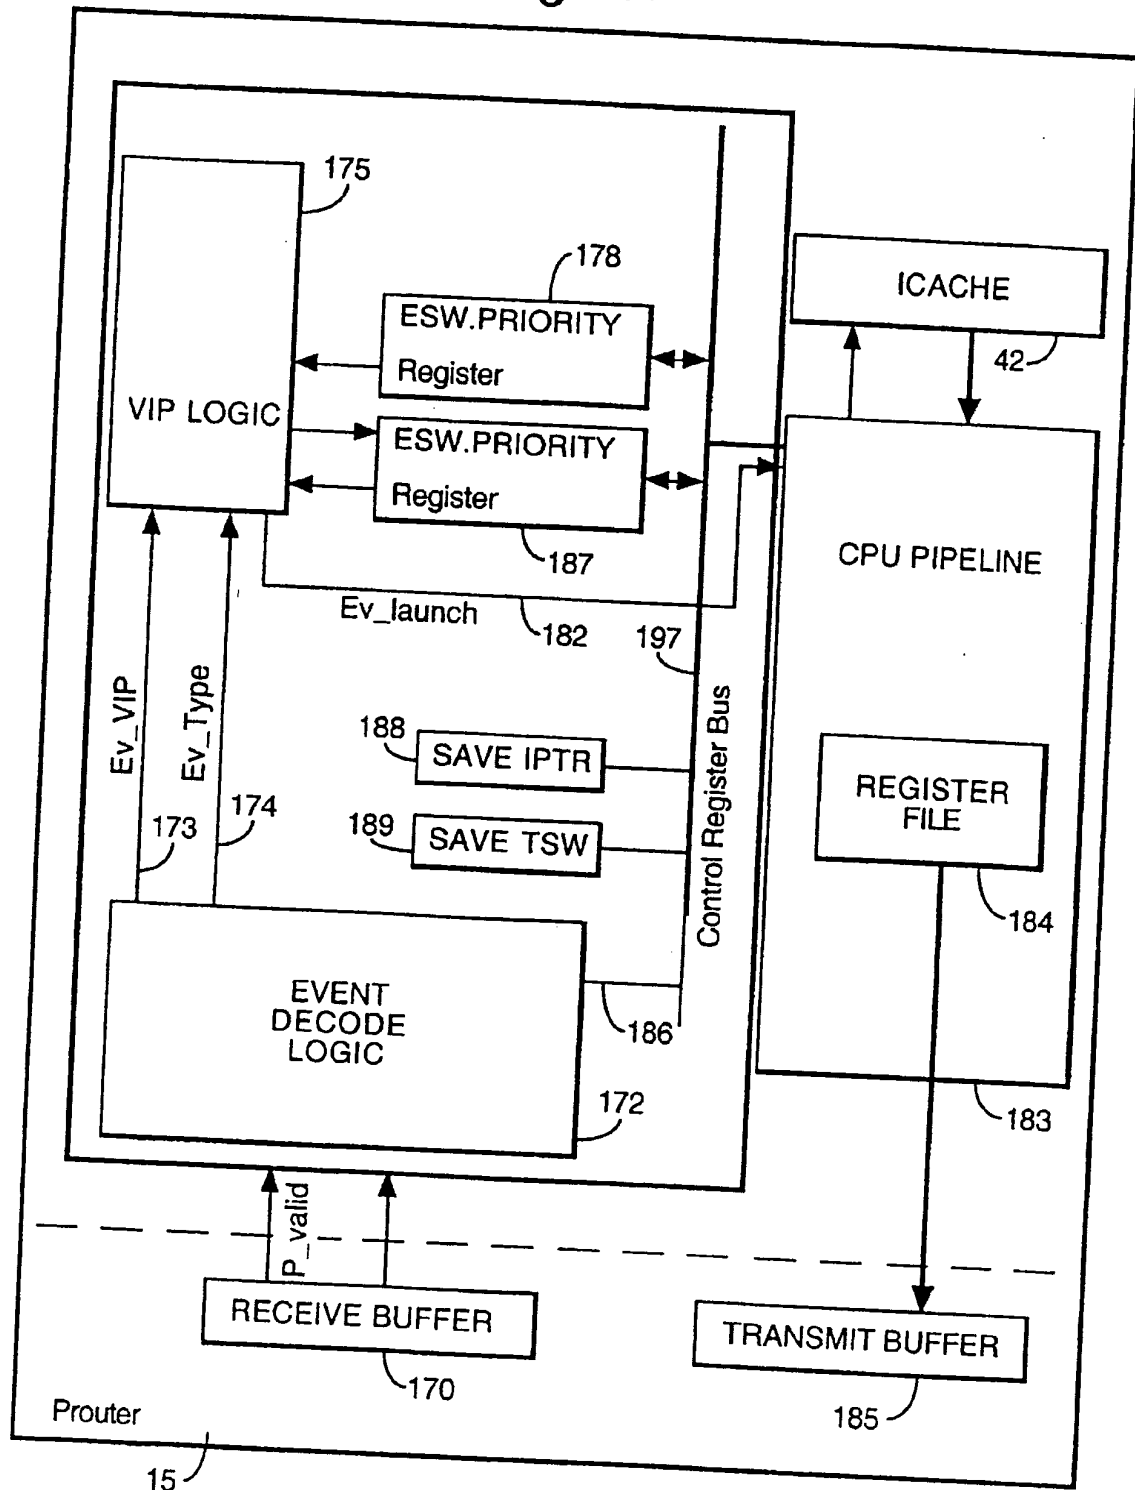 175
178
ESW.PRIORITY
Register
ICACHE
42
VIP LOGIC
ESW.PRIORITY
Register
187
CPU PIPELINE
Ev_launch
182
197
Ev_VIP
Ev_Type
188
SAVE IPTR
Control Register Bus
REGISTER
FILE
173
174
189
SAVE TSW
184
EVENT
DECODE
LOGIC
186
172
183
P_valid
RECEIVE BUFFER
TRANSMIT BUFFER
170
185
Prouter
15